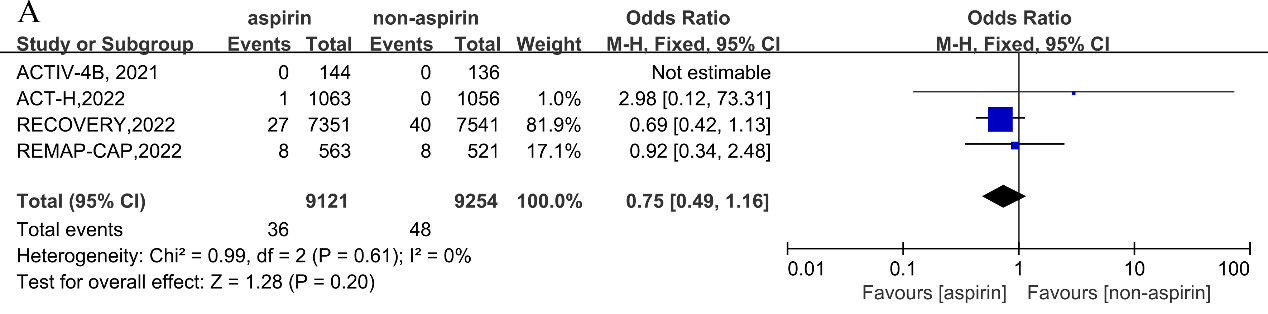 A
aspirin non-aspirin Odds Ratio Odds Ratio
Study or Subgroup Events Total Events Total Weight M-H, Fixed, 95% CI M-H, Fixed, 95% CI
ACTIV-4B, 2021 0 144 0 136 Not estimable
ACT-H,2022 1 1063 0 1056 1.0% 2.98 [0.12, 73.31]
RECOVERY,2022 27 7351 40 7541 81.9% 0.69 [0.42, 1.13]
REMAP-CAP,2022 8 563 8 521 17.1% 0.92 [0.34, 2.48]
Total (95% CI) 9121 9254 100.0% 0.75 [0.49, 1.16]
Total events 36 48
Heterogeneity: Chi² = 0.99, df = 2 (P = 0.61); I² = 0%
Test for overall effect: Z = 1.28 (P = 0.20)
0.01 0.1 1 10 100
Favours [aspirin] Favours [non-aspirin]